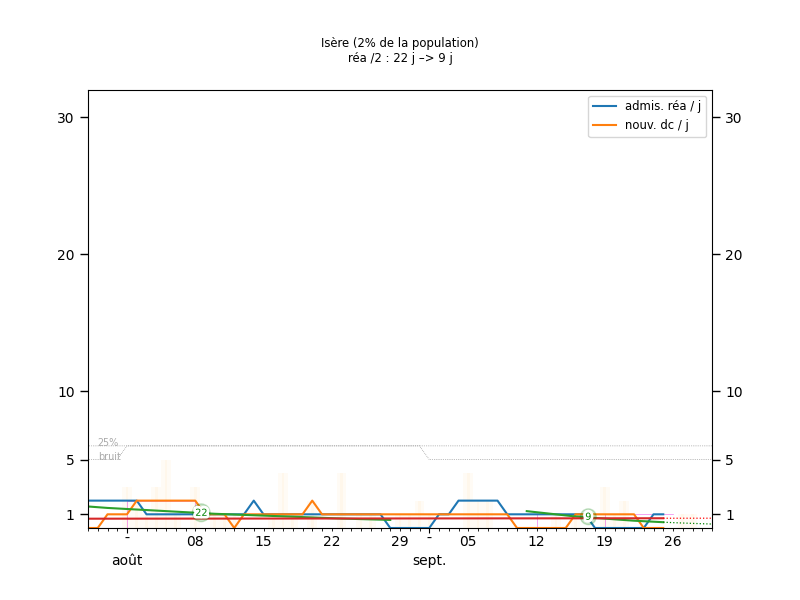 Isère (2% de la population)
réa /2 : 22 j –> 9 j
admis. réa / j
nouv. dc / j
30
30
20
20
10
10
25%
bruit
5
5
1
1
22
9
- 08 15 22 29 - 05 12 19 26
août sept.